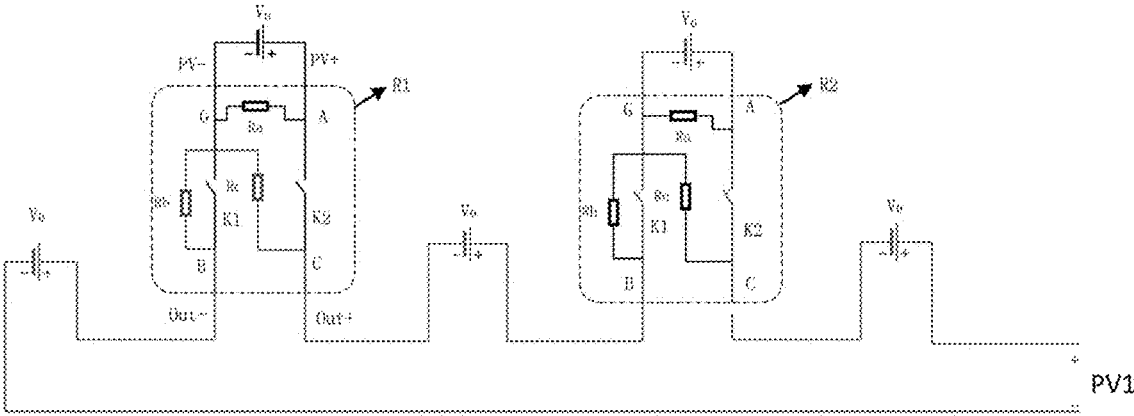 V₀
PV- PV+
R1
G A
Ra
Rb Rc
K1 K2
B C
Out- Out+
V₀
V₀
V₀
R2
G A
Ra
Rb Rc
K1 K2
B C
V₀
PV1